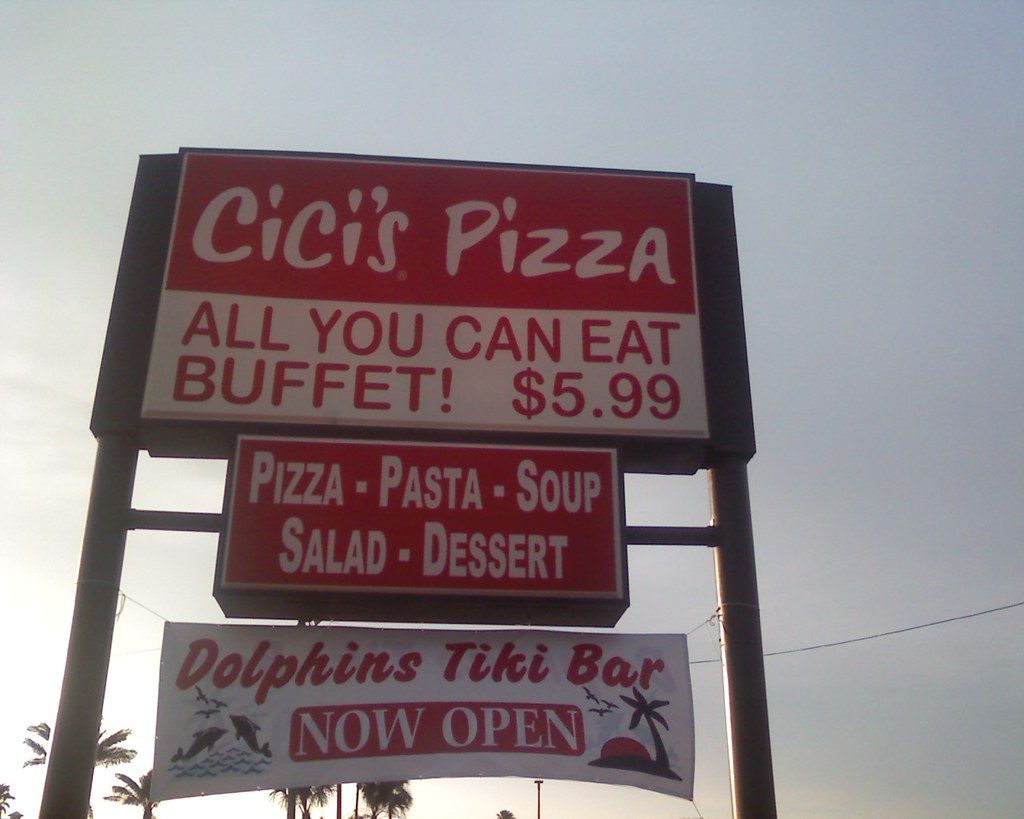 CiCi's Pizza®
ALL YOU CAN EAT
BUFFET! $5.99
PIZZA - PASTA - SOUP
SALAD - DESSERT
Dolphins Tiki Bar
NOW OPEN